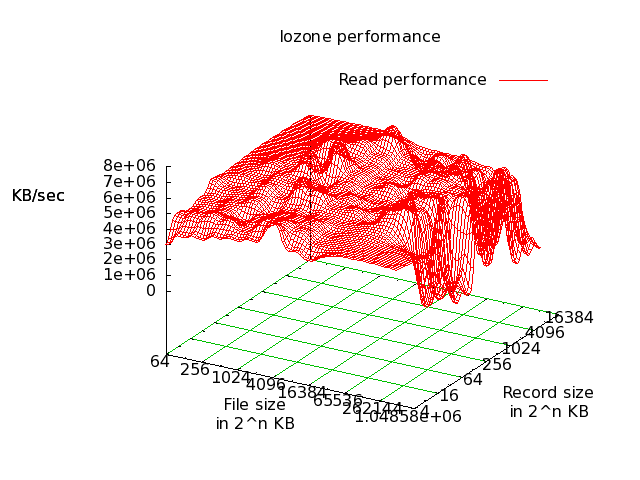 Iozone performance
Read performance
8e+06
7e+06
6e+06
5e+06
4e+06
3e+06
2e+06
1e+06
0
KB/sec
64
256
1024
4096
16384
65536
262144
1.04858e+06
File size
in 2^n KB
4
16
64
256
1024
4096
16384
Record size
in 2^n KB